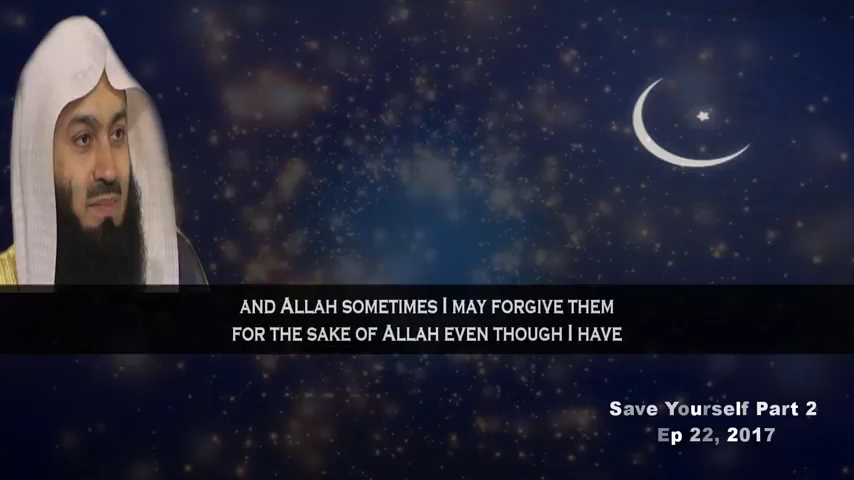 and Allah sometimes I may forgive them
for the sake of Allah even though I have
Save Yourself Part 2
Ep 22, 2017